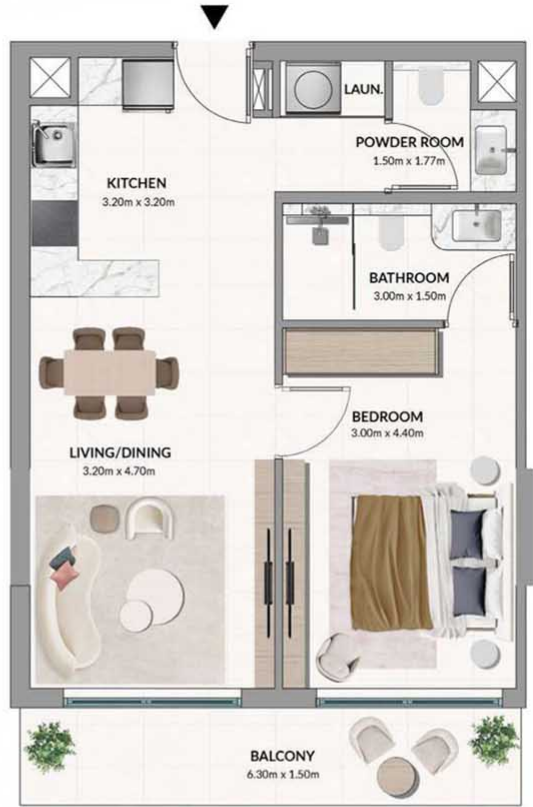 LAUN.
POWDER ROOM
1.50m x 1.77m
KITCHEN
3.20m x 3.20m
BATHROOM
3.00m x 1.50m
BEDROOM
3.00m x 4.40m
LIVING/DINING
3.20m x 4.70m
BALCONY
6.30m x 1.50m